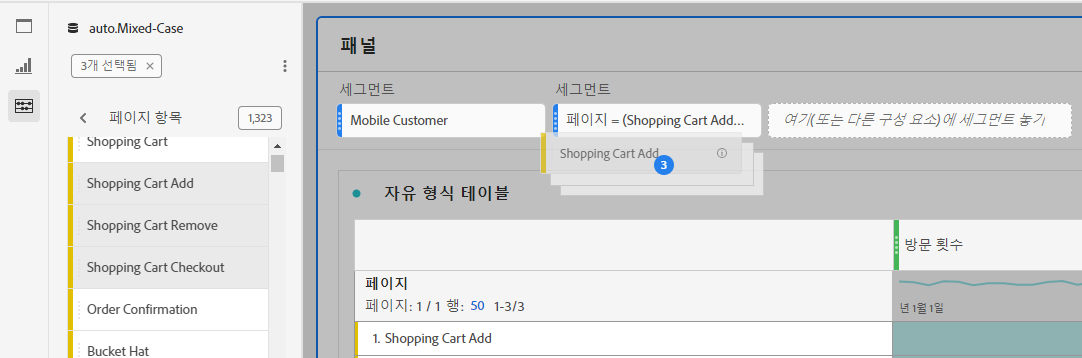 auto.Mixed-Case
3개 선택됨
페이지 항목
1,323
Shopping Cart
Shopping Cart Add
Shopping Cart Remove
Shopping Cart Checkout
Order Confirmation
Bucket Hat
패널
세그먼트
Mobile Customer
세그먼트
페이지 = (Shopping Cart Add...
여기(또는 다른 구성 요소)에 세그먼트 놓기
Shopping Cart Add
3
자유 형식 테이블
방문 횟수
페이지
페이지: 1 / 1 행: 50 1-3/3
년 1월 1일
1. Shopping Cart Add